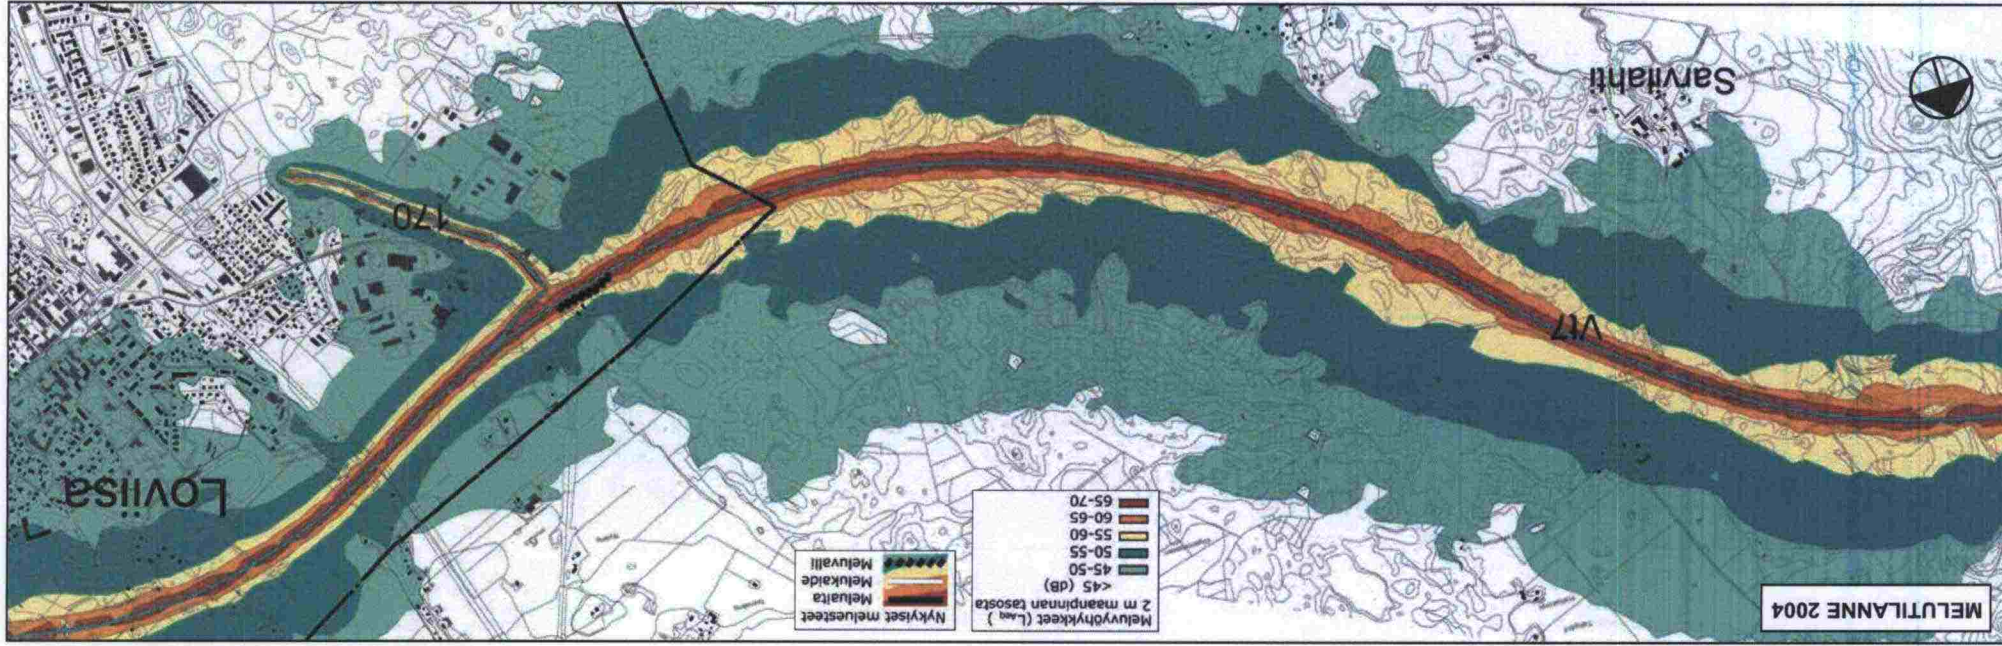 MELUTILANNE 2004
Meluvyöhykkeet (LAeq)
2 m maanpinnan tasosta
<45 (dB)
45-50
50-55
55-60
60-65
65-70
Nykyiset meluesteet
Meluaita
Melukaide
Meluvalli
Loviisa
Vt7
170
Sarvilahti